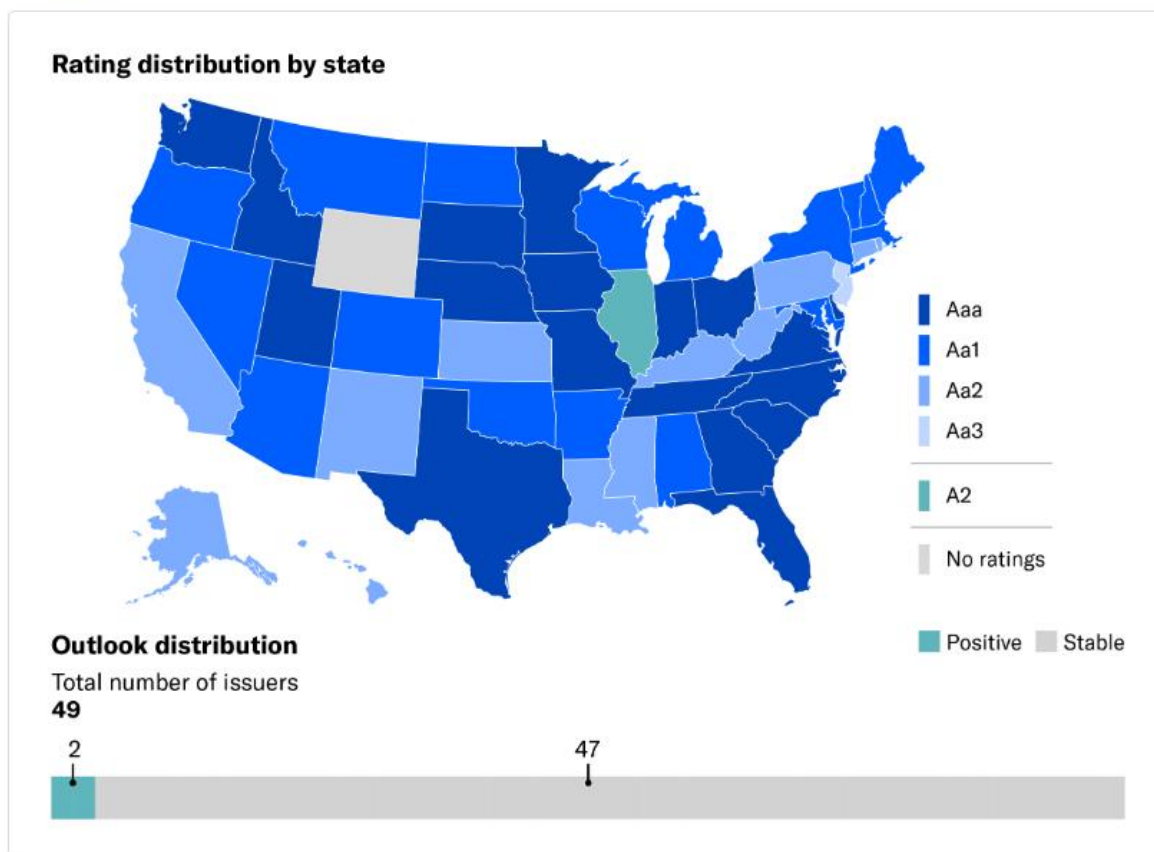 Rating distribution by state
Aaa
Aa1
Aa2
Aa3
A2
No ratings
Outlook distribution
Positive
Stable
Total number of issuers
49
2
47